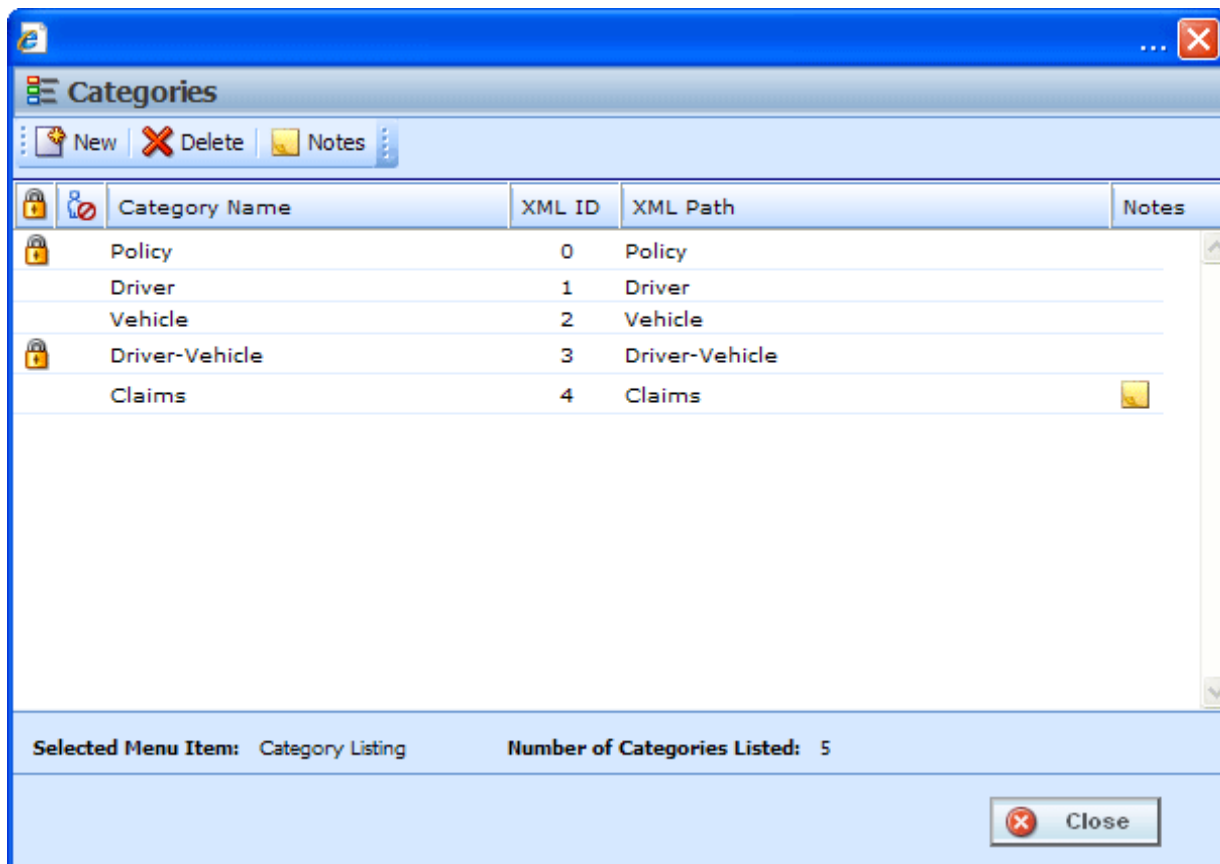 ...
Categories
New Delete Notes
Category Name XML ID XML Path Notes
Policy 0 Policy
Driver 1 Driver
Vehicle 2 Vehicle
Driver-Vehicle 3 Driver-Vehicle
Claims 4 Claims
Selected Menu Item: Category Listing Number of Categories Listed: 5
Close